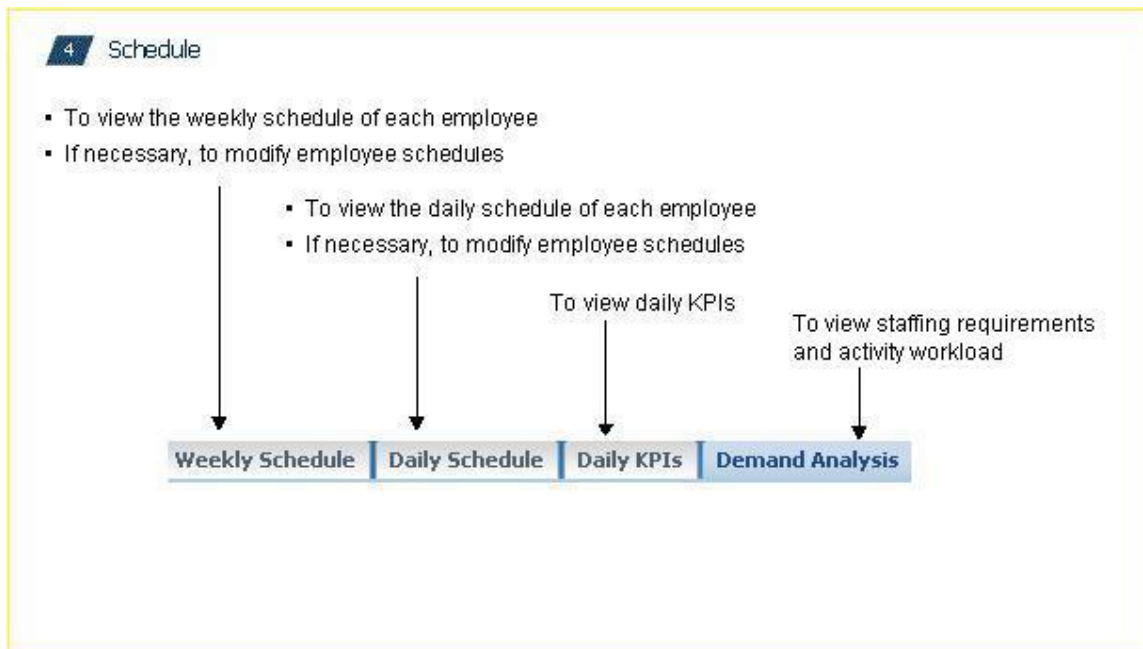 4 Schedule
▪ To view the weekly schedule of each employee
▪ If necessary, to modify employee schedules
▪ To view the daily schedule of each employee
▪ If necessary, to modify employee schedules
To view daily KPIs
To view staffing requirements
and activity workload
Weekly Schedule Daily Schedule Daily KPIs Demand Analysis